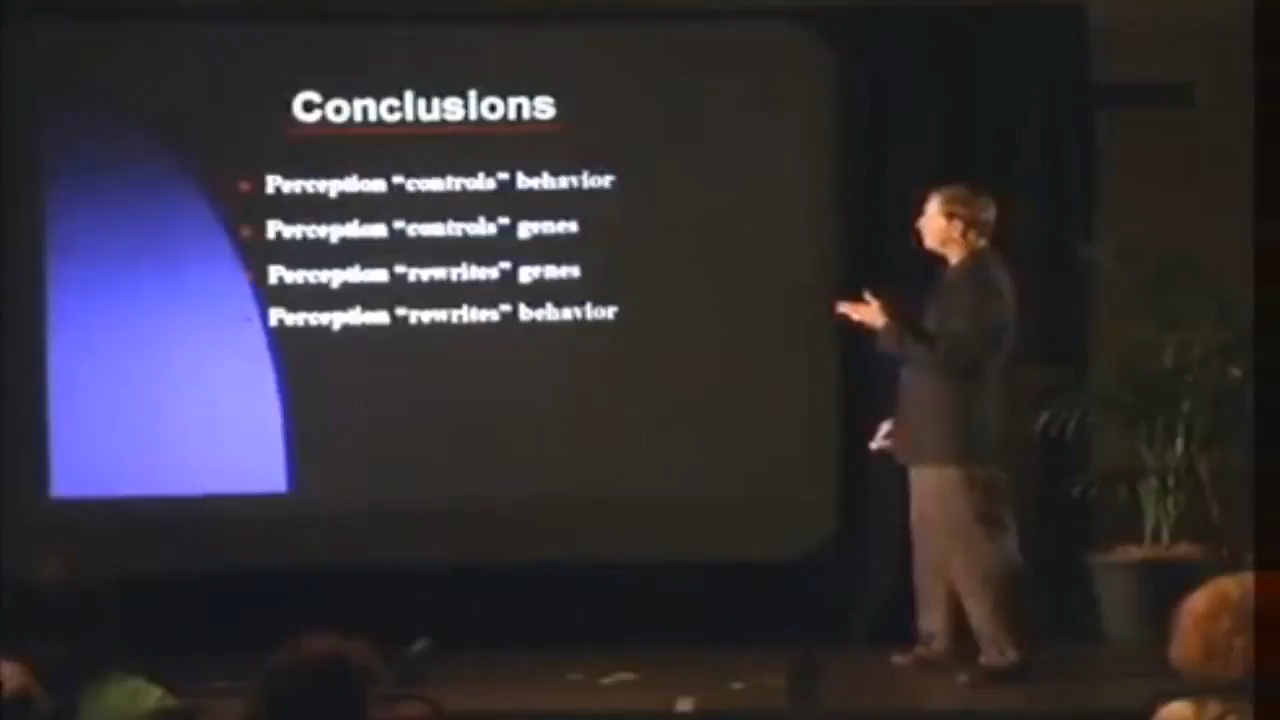 Conclusions
Perception “controls” behavior
Perception “controls” genes
Perception “rewrites” genes
Perception “rewrites” behavior